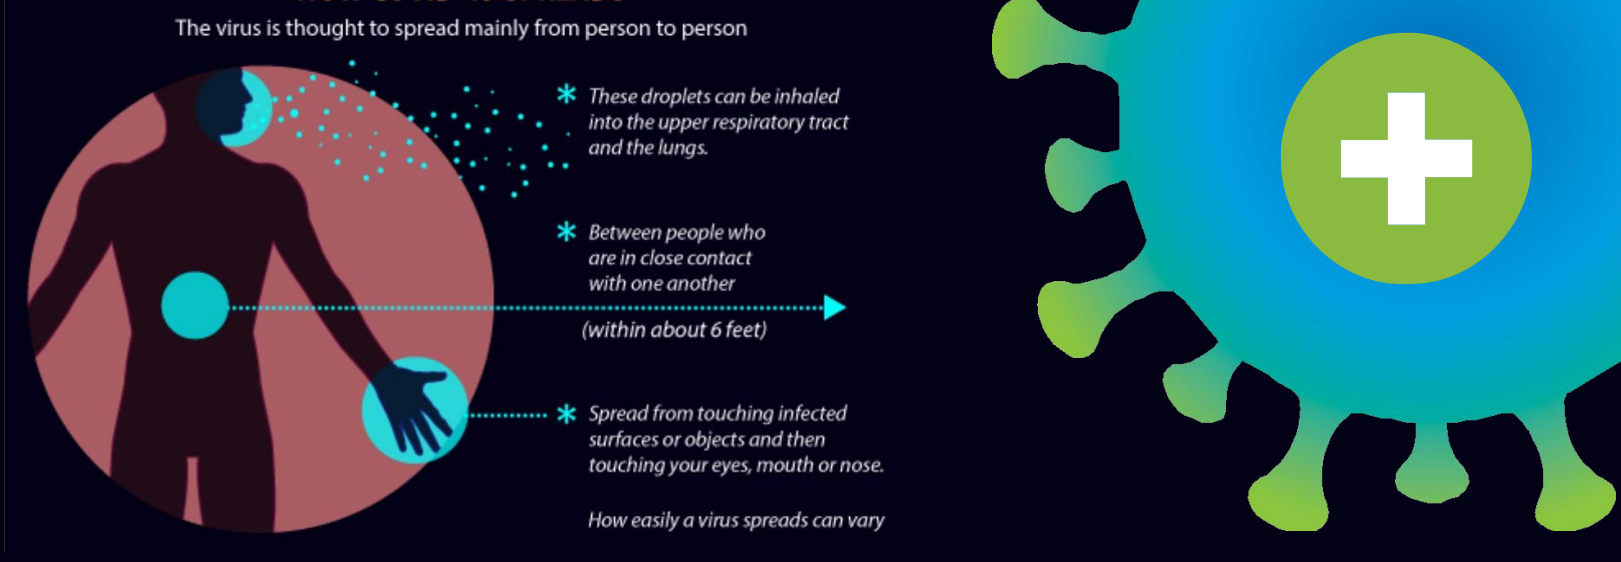 The virus is thought to spread mainly from person to person
* These droplets can be inhaled
into the upper respiratory tract
and the lungs.
* Between people who
are in close contact
with one another
(within about 6 feet)
* Spread from touching infected
surfaces or objects and then
touching your eyes, mouth or nose.
How easily a virus spreads can vary